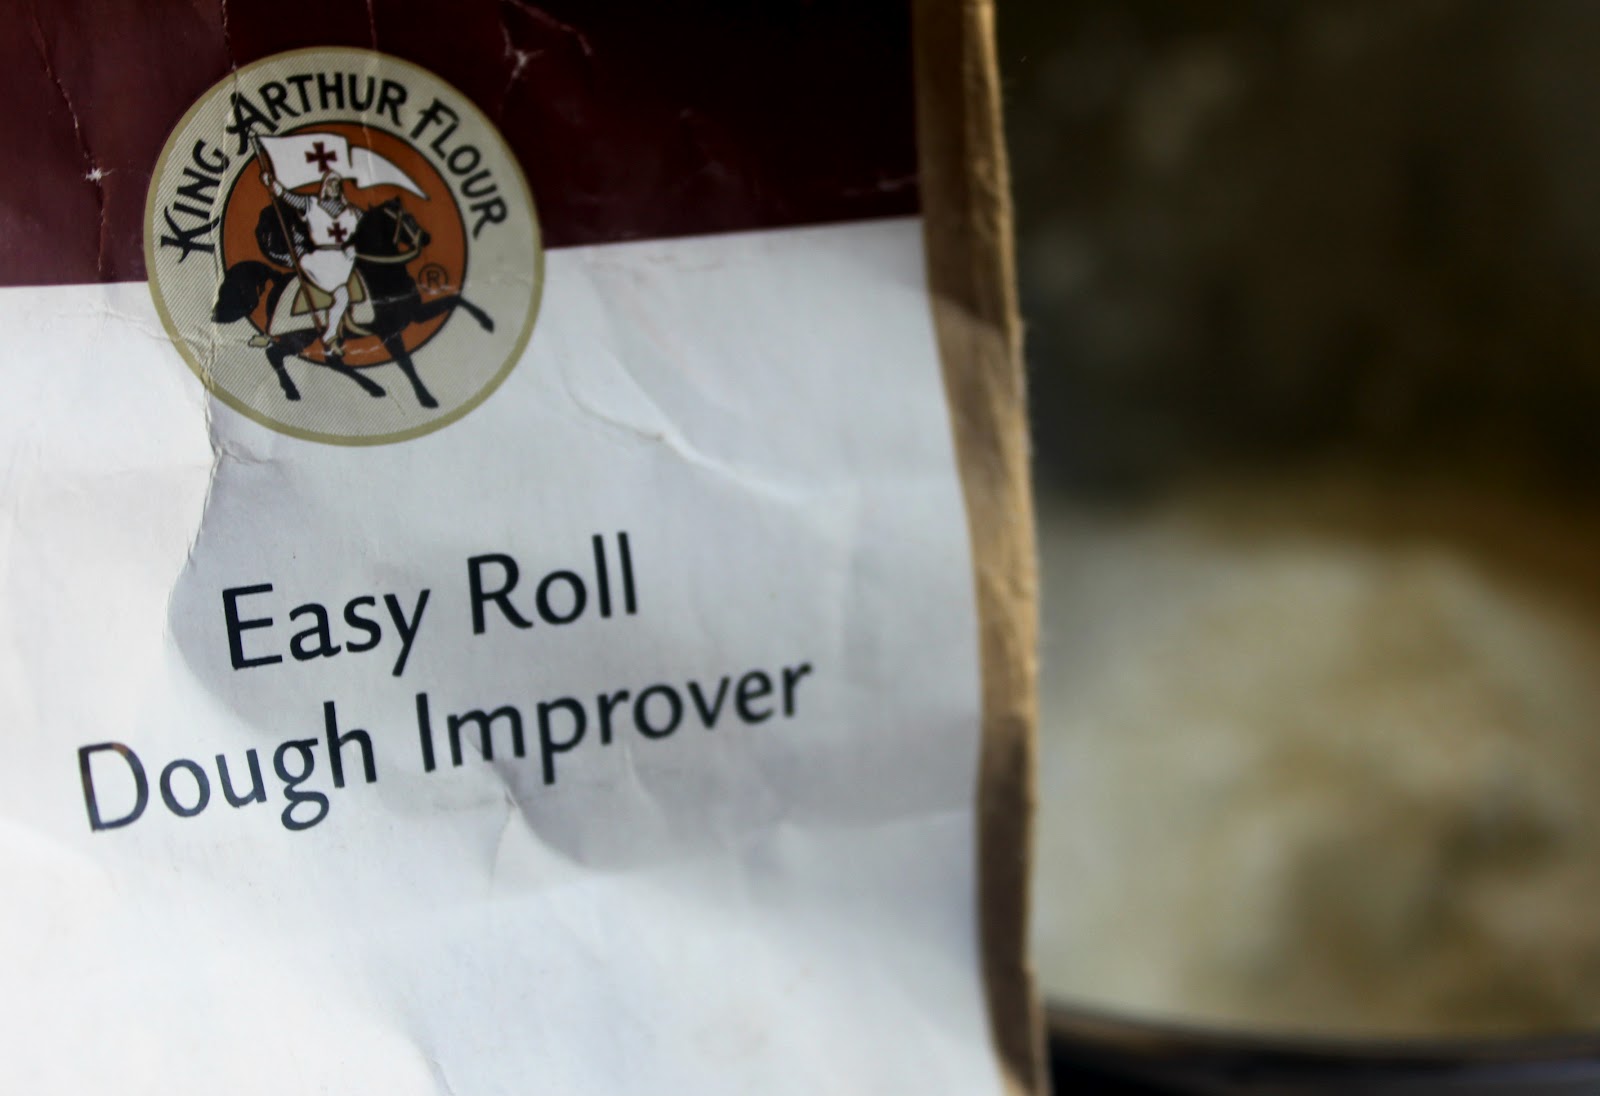 KING ARTHUR FLOUR
®
Easy Roll
Dough Improver